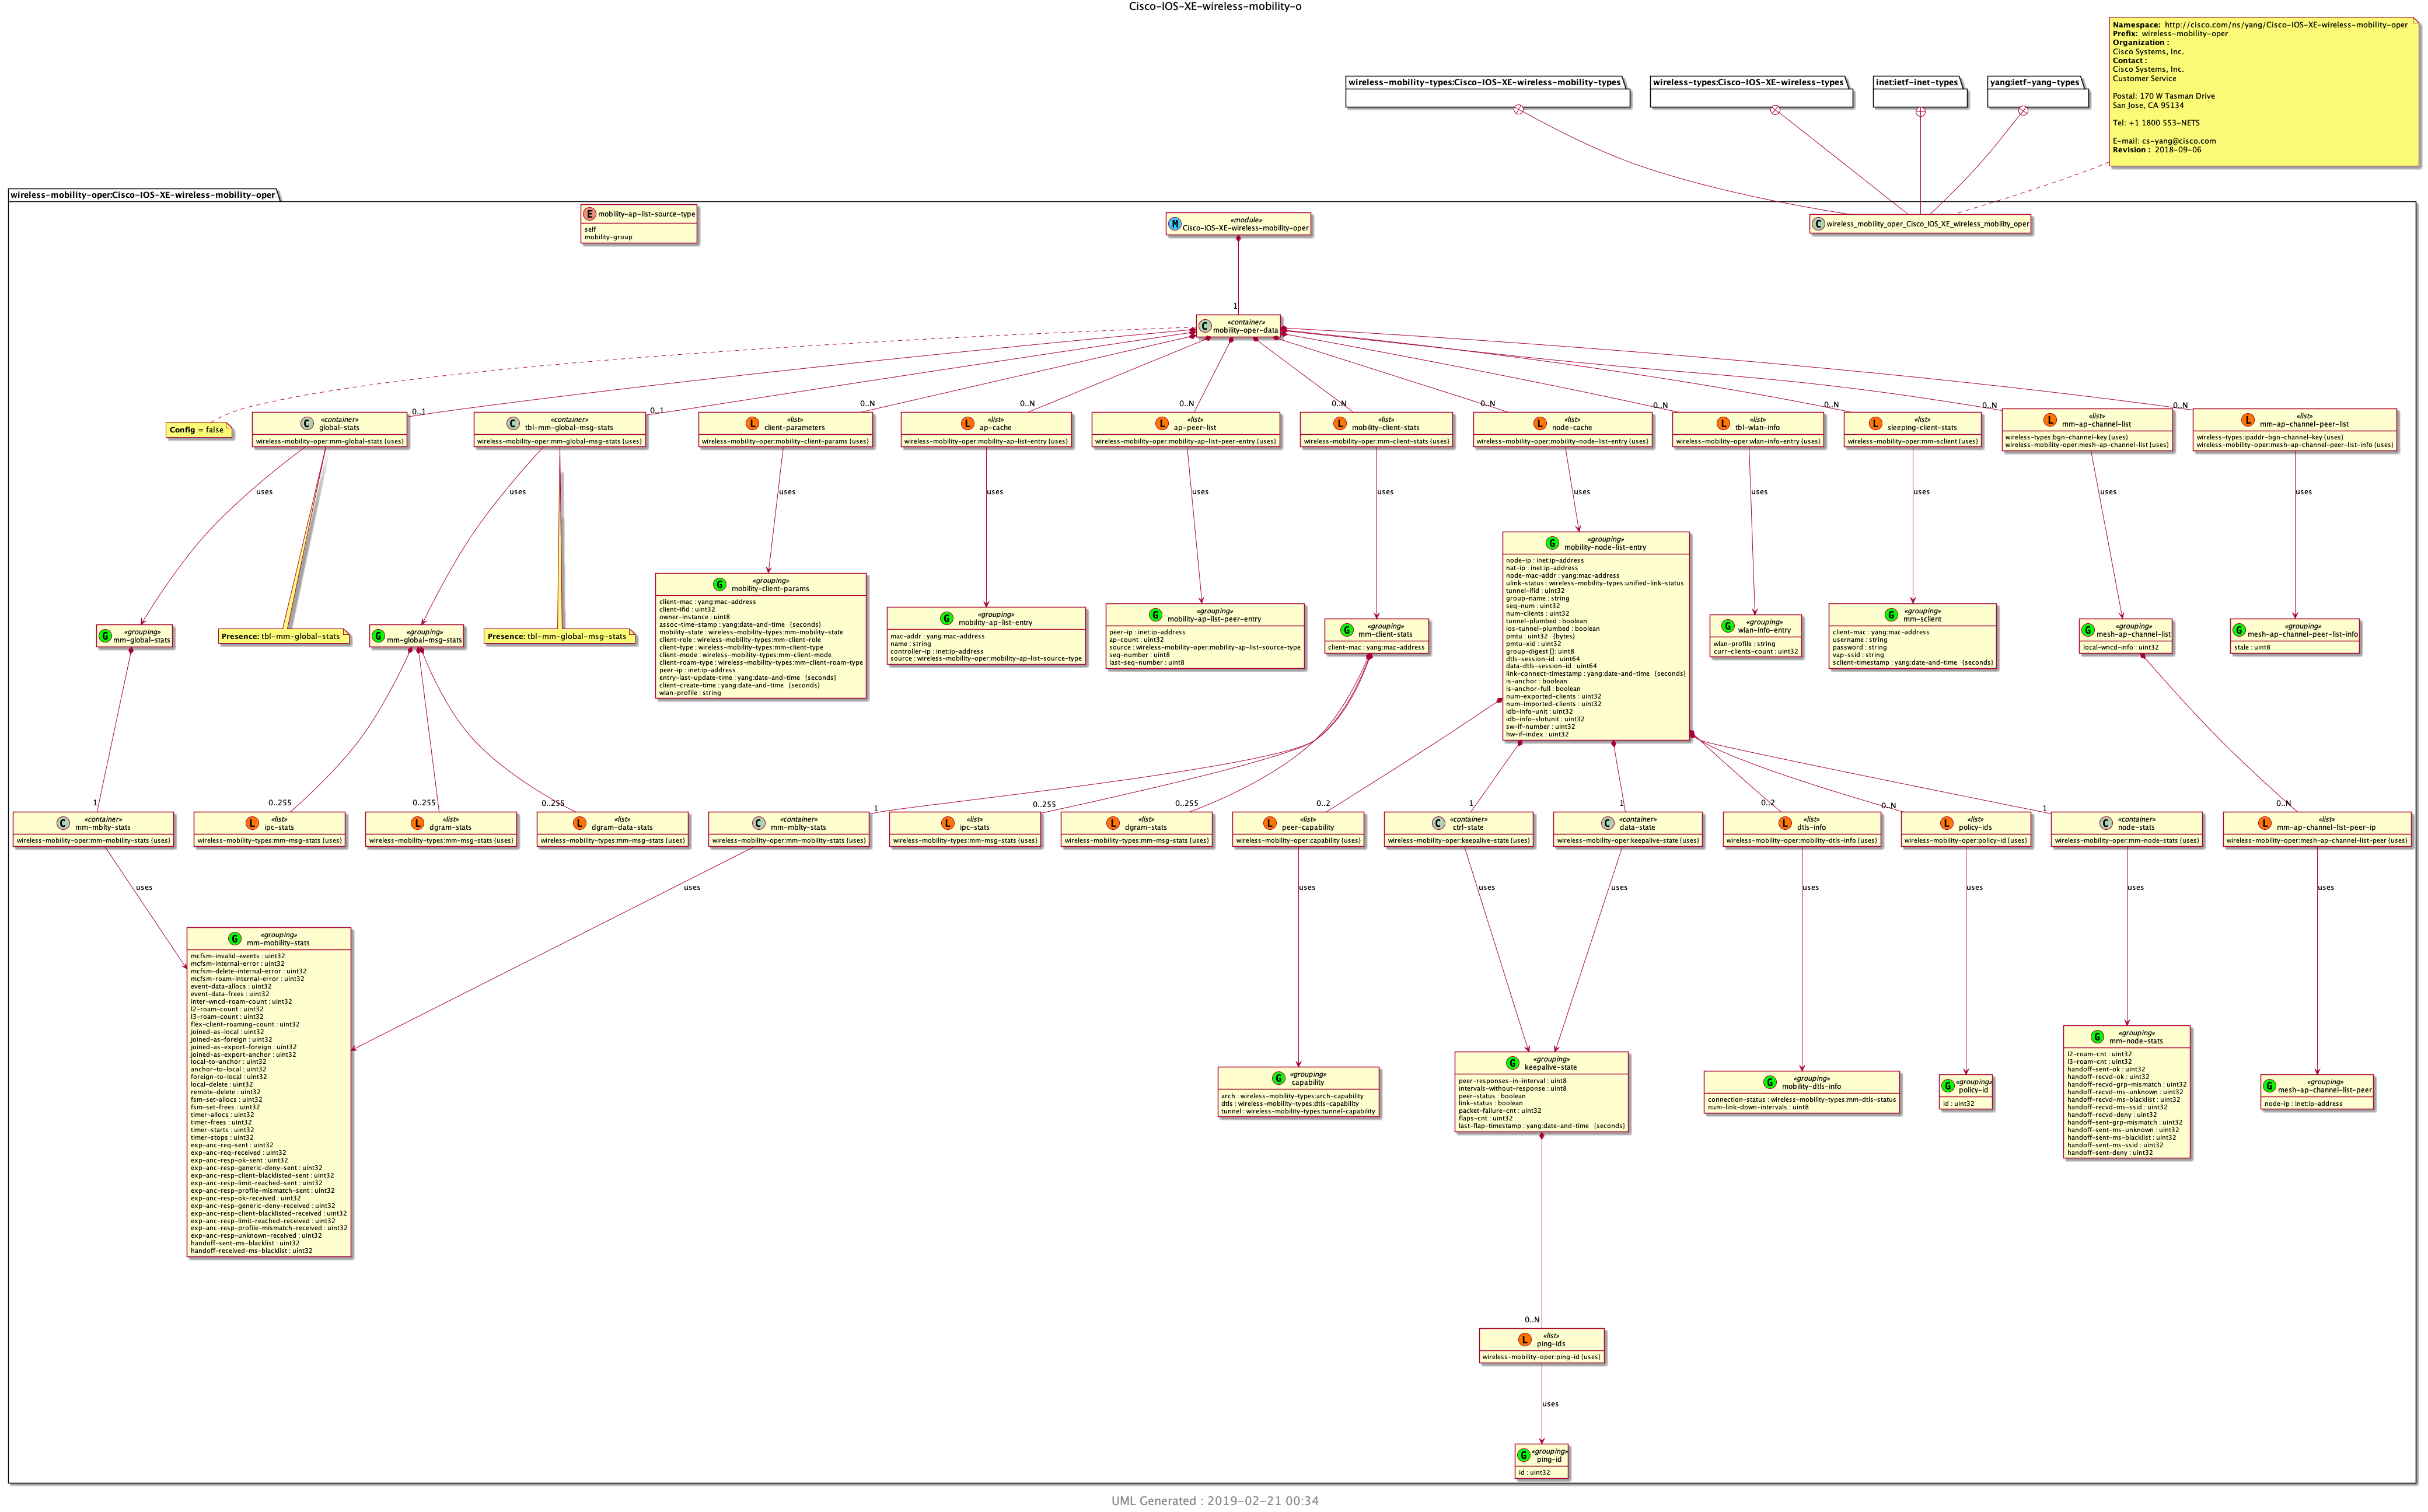 Cisco-IOS-XE-wireless-mobility-o
Namespace: http://cisco.com/ns/yang/Cisco-IOS-XE-wireless-mobility-oper
Prefix: wireless-mobility-oper
Organization :
Cisco Systems, Inc.
Contact :
Cisco Systems, Inc.
Customer Service
Postal: 170 W Tasman Drive
San Jose, CA 95134
Tel: +1 1800 553-NETS
E-mail: cs-yang@cisco.com
Revision : 2018-09-06
wireless-mobility-types:Cisco-IOS-XE-wireless-mobility-types
wireless-types:Cisco-IOS-XE-wireless-types
inet:ietf-inet-types
yang:ietf-yang-types
wireless-mobility-oper:Cisco-IOS-XE-wireless-mobility-oper
E mobility-ap-list-source-type
self
mobility-group
M «module»
Cisco-IOS-XE-wireless-mobility-oper
C wireless_mobility_oper_Cisco_IOS_XE_wireless_mobility_oper
1
C «container»
mobility-oper-data
Config = false
0..1
C «container»
global-stats
wireless-mobility-oper:mm-global-stats (uses)
0..1
C «container»
tbl-mm-global-msg-stats
wireless-mobility-oper:mm-global-msg-stats (uses)
0..N
L «list»
client-parameters
wireless-mobility-oper:mobility-client-params (uses)
0..N
L «list»
ap-cache
wireless-mobility-oper:mobility-ap-list-entry (uses)
0..N
L «list»
ap-peer-list
wireless-mobility-oper:mobility-ap-list-peer-entry (uses)
0..N
L «list»
mobility-client-stats
wireless-mobility-oper:mm-client-stats (uses)
0..N
L «list»
node-cache
wireless-mobility-oper:mobility-node-list-entry (uses)
0..N
L «list»
tbl-wlan-info
wireless-mobility-oper:wlan-info-entry (uses)
0..N
L «list»
sleeping-client-stats
wireless-mobility-oper:mm-sclient (uses)
0..N
L «list»
mm-ap-channel-list
wireless-types:bgn-channel-key (uses)
wireless-mobility-oper:mesh-ap-channel-list (uses)
0..N
L «list»
mm-ap-channel-peer-list
wireless-types:ipaddr-bgn-channel-key (uses)
wireless-mobility-oper:mesh-ap-channel-peer-list-info (uses)
uses
uses
uses
uses
uses
uses
uses
uses
uses
uses
uses
G «grouping»
mm-global-stats
Presence: tbl-mm-global-stats
G «grouping»
mm-global-msg-stats
Presence: tbl-mm-global-msg-stats
G «grouping»
mobility-client-params
client-mac : yang:mac-address
client-ifid : uint32
owner-instance : uint8
assoc-time-stamp : yang:date-and-time {seconds}
mobility-state : wireless-mobility-types:mm-mobility-state
client-role : wireless-mobility-types:mm-client-role
client-type : wireless-mobility-types:mm-client-type
client-mode : wireless-mobility-types:mm-client-mode
client-roam-type : wireless-mobility-types:mm-client-roam-type
peer-ip : inet:ip-address
entry-last-update-time : yang:date-and-time {seconds}
client-create-time : yang:date-and-time {seconds}
wlan-profile : string
G «grouping»
mobility-ap-list-entry
mac-addr : yang:mac-address
name : string
controller-ip : inet:ip-address
source : wireless-mobility-oper:mobility-ap-list-source-type
G «grouping»
mobility-ap-list-peer-entry
peer-ip : inet:ip-address
ap-count : uint32
source : wireless-mobility-oper:mobility-ap-list-source-type
seq-number : uint8
last-seq-number : uint8
G «grouping»
mm-client-stats
client-mac : yang:mac-address
G «grouping»
mobility-node-list-entry
node-ip : inet:ip-address
nat-ip : inet:ip-address
node-mac-addr : yang:mac-address
ulink-status : wireless-mobility-types:unified-link-status
tunnel-ifid : uint32
group-name : string
seq-num : uint32
num-clients : uint32
tunnel-plumbed : boolean
ios-tunnel-plumbed : boolean
pmtu : uint32 {bytes}
pmtu-xid : uint32
group-digest []: uint8
dtls-session-id : uint64
data-dtls-session-id : uint64
link-connect-timestamp : yang:date-and-time {seconds}
is-anchor : boolean
is-anchor-full : boolean
num-exported-clients : uint32
num-imported-clients : uint32
idb-info-unit : uint32
idb-info-slotunit : uint32
sw-if-number : uint32
hw-if-index : uint32
G «grouping»
wlan-info-entry
wlan-profile : string
curr-clients-count : uint32
G «grouping»
mm-sclient
client-mac : yang:mac-address
username : string
password : string
vap-ssid : string
sclient-timestamp : yang:date-and-time {seconds}
G «grouping»
mesh-ap-channel-list
local-wncd-info : uint32
G «grouping»
mesh-ap-channel-peer-list-info
stale : uint8
1
C «container»
mm-mblty-stats
wireless-mobility-oper:mm-mobility-stats (uses)
0..255
L «list»
ipc-stats
wireless-mobility-types:mm-msg-stats (uses)
0..255
L «list»
dgram-stats
wireless-mobility-types:mm-msg-stats (uses)
0..255
L «list»
dgram-data-stats
wireless-mobility-types:mm-msg-stats (uses)
1
C «container»
mm-mblty-stats
wireless-mobility-oper:mm-mobility-stats (uses)
0..255
L «list»
ipc-stats
wireless-mobility-types:mm-msg-stats (uses)
0..255
L «list»
dgram-stats
wireless-mobility-types:mm-msg-stats (uses)
0..2
L «list»
peer-capability
wireless-mobility-oper:capability (uses)
1
C «container»
ctrl-state
wireless-mobility-oper:keepalive-state (uses)
1
C «container»
data-state
wireless-mobility-oper:keepalive-state (uses)
0..2
L «list»
dtls-info
wireless-mobility-oper:mobility-dtls-info (uses)
0..N
L «list»
policy-ids
wireless-mobility-oper:policy-id (uses)
1
C «container»
node-stats
wireless-mobility-oper:mm-node-stats (uses)
0..N
L «list»
mm-ap-channel-list-peer-ip
wireless-mobility-oper:mesh-ap-channel-list-peer (uses)
uses
uses
uses
uses
uses
uses
uses
uses
uses
G «grouping»
mm-mobility-stats
mcfsm-invalid-events : uint32
mcfsm-internal-error : uint32
mcfsm-delete-internal-error : uint32
mcfsm-roam-internal-error : uint32
event-data-allocs : uint32
event-data-frees : uint32
inter-wncd-roam-count : uint32
l2-roam-count : uint32
l3-roam-count : uint32
flex-client-roaming-count : uint32
joined-as-local : uint32
joined-as-foreign : uint32
joined-as-export-foreign : uint32
joined-as-export-anchor : uint32
local-to-anchor : uint32
anchor-to-local : uint32
foreign-to-local : uint32
local-delete : uint32
remote-delete : uint32
fsm-set-allocs : uint32
fsm-set-frees : uint32
timer-allocs : uint32
timer-frees : uint32
timer-starts : uint32
timer-stops : uint32
exp-anc-req-sent : uint32
exp-anc-req-received : uint32
exp-anc-resp-ok-sent : uint32
exp-anc-resp-generic-deny-sent : uint32
exp-anc-resp-client-blacklisted-sent : uint32
exp-anc-resp-limit-reached-sent : uint32
exp-anc-resp-profile-mismatch-sent : uint32
exp-anc-resp-ok-received : uint32
exp-anc-resp-generic-deny-received : uint32
exp-anc-resp-client-blacklisted-received : uint32
exp-anc-resp-limit-reached-received : uint32
exp-anc-resp-profile-mismatch-received : uint32
exp-anc-resp-unknown-received : uint32
handoff-sent-ms-blacklist : uint32
handoff-received-ms-blacklist : uint32
G «grouping»
capability
arch : wireless-mobility-types:arch-capability
dtls : wireless-mobility-types:dtls-capability
tunnel : wireless-mobility-types:tunnel-capability
G «grouping»
keepalive-state
peer-responses-in-interval : uint8
intervals-without-response : uint8
peer-status : boolean
link-status : boolean
packet-failure-cnt : uint32
flaps-cnt : uint32
last-flap-timestamp : yang:date-and-time {seconds}
G «grouping»
mobility-dtls-info
connection-status : wireless-mobility-types:mm-dtls-status
num-link-down-intervals : uint8
G «grouping»
policy-id
id : uint32
G «grouping»
mm-node-stats
l2-roam-cnt : uint32
l3-roam-cnt : uint32
handoff-sent-ok : uint32
handoff-recvd-ok : uint32
handoff-recvd-grp-mismatch : uint32
handoff-recvd-ms-unknown : uint32
handoff-recvd-ms-blacklist : uint32
handoff-recvd-ms-ssid : uint32
handoff-recvd-deny : uint32
handoff-sent-grp-mismatch : uint32
handoff-sent-ms-unknown : uint32
handoff-sent-ms-blacklist : uint32
handoff-sent-ms-ssid : uint32
handoff-sent-deny : uint32
G «grouping»
mesh-ap-channel-list-peer
node-ip : inet:ip-address
0..N
L «list»
ping-ids
wireless-mobility-oper:ping-id (uses)
uses
G «grouping»
ping-id
id : uint32
UML Generated : 2019-02-21 00:34